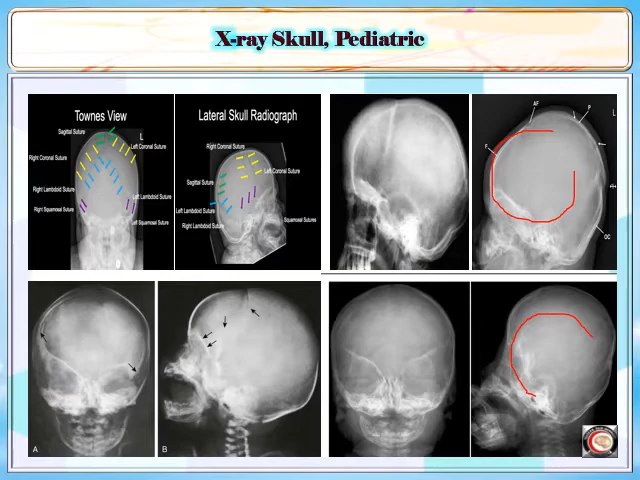 X-ray Skull, Pediatric
Townes View
Sagittal Suture
L
Right Coronal Suture
Left Coronal Suture
Right Lambdoid Suture
Left Lambdoid Suture
Right Squamosal Suture
Left Squamosal Suture
Lateral Skull Radiograph
Right Coronal Suture
Left Coronal Suture
Sagittal Suture
Left Lambdoid Suture
Squamosal Sutures
Right Lambdoid Suture
AF
P
L
F
OC
A
B